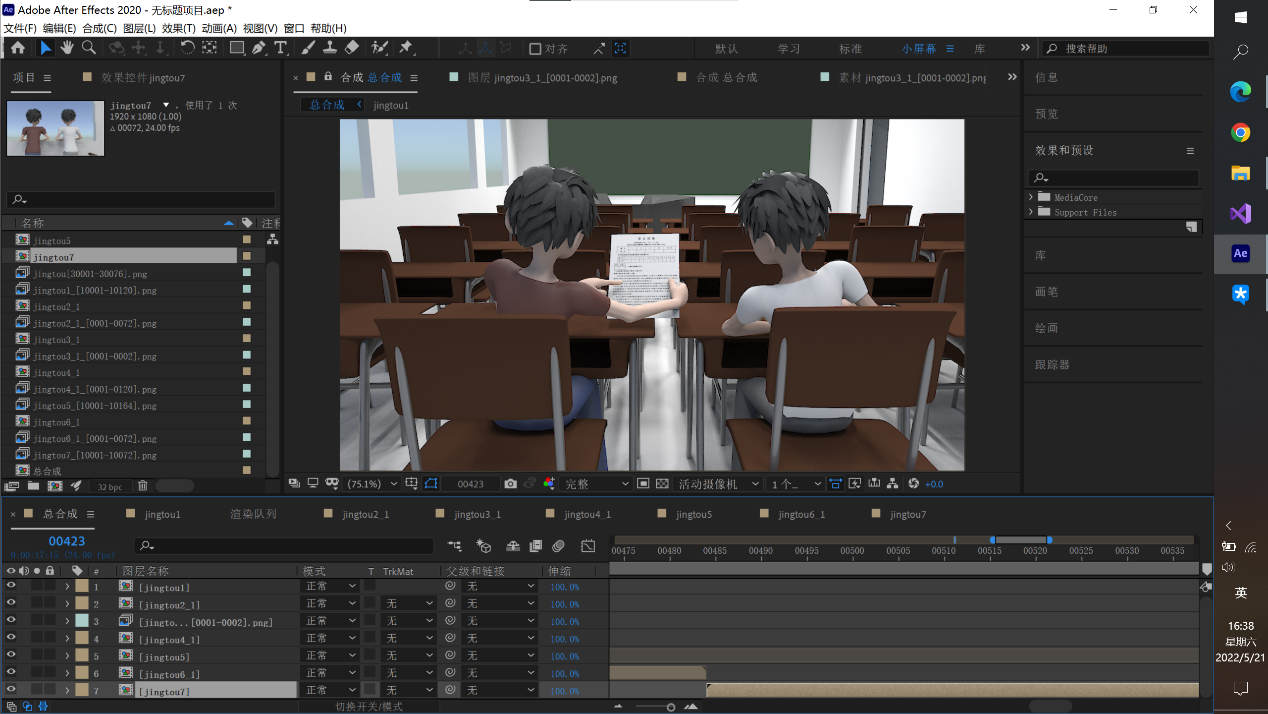 Adobe After Effects 2020 - 无标题项目.aep *
文件(F) 编辑(E) 合成(C) 图层(L) 效果(T) 动画(A) 视图(V) 窗口 帮助(H)
对齐 默认 学习 标准 小屏幕 库 搜索帮助
项目 效果控件 jingtou7
jingtou7 ，使用了 1 次
1920 x 1080 (1.00)
△ 00072, 24.00 fps
名称 注释
jingtou5
jingtou7
jingtou[30001-30076].png
jingtou1_[10001-10120].png
jingtou2_1
jingtou2_1_[0001-0072].png
jingtou3_1
jingtou3_1_[0001-0002].png
jingtou4_1
jingtou4_1_[0001-0120].png
jingtou5_[10001-10164].png
jingtou6_1
jingtou6_1_[0001-0072].png
jingtou7_[10001-10072].png
总合成
32 bpc
合成 总合成 图层 jingtou3_1_[0001-0002].png 合成 总合成 素材 jingtou3_1_[0001-0002].png
总合成 jingtou1
(75.1%) 00423 完整 活动摄像机 1 个... +0.0
信息
预览
效果和预设
MediaCore
Support Files
库
画笔
绘画
跟踪器
总合成 jingtou1 渲染队列 jingtou2_1 jingtou3_1 jingtou4_1 jingtou5 jingtou6_1 jingtou7
00423
0:00:17:15 (24.00 fps)
00475 00480 00485 00490 00495 00500 00505 00510 00515 00520 00525 00530 00535
# 图层名称 模式 T TrkMat 父级和链接 伸缩
1 [jingtou1] 正常 无 100.0%
2 [jingtou2_1] 正常 无 无 100.0%
3 [jingto...[0001-0002].png] 正常 无 无 100.0%
4 [jingtou4_1] 正常 无 无 100.0%
5 [jingtou5] 正常 无 无 100.0%
6 [jingtou6_1] 正常 无 无 100.0%
7 [jingtou7] 正常 无 无 100.0%
切换开关/模式
Ae
英
16:38
星期六
2022/5/21